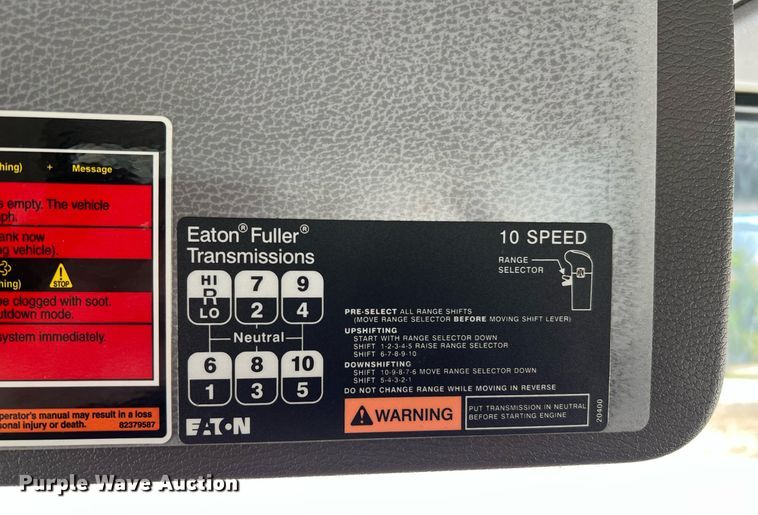 hing) + Message
s empty. The vehicle
ph.
ank now
g vehicle).
hing)
STOP
e clogged with soot.
utdown mode.
system immediately.
perator's manual may result in a loss
sonal injury or death. 82379587
Eaton® Fuller®
Transmissions
10 SPEED
RANGE
SELECTOR
HI
R
LO
7
2
9
4
Neutral
6
1
8
3
10
5
PRE-SELECT ALL RANGE SHIFTS
(MOVE RANGE SELECTOR BEFORE MOVING SHIFT LEVER)
UPSHIFTING
START WITH RANGE SELECTOR DOWN
SHIFT 1-2-3-4-5 RAISE RANGE SELECTOR
SHIFT 6-7-8-9-10
DOWNSHIFTING
SHIFT 10-9-8-7-6 MOVE RANGE SELECTOR DOWN
SHIFT 5-4-3-2-1
DO NOT CHANGE RANGE WHILE MOVING IN REVERSE
WARNING
PUT TRANSMISSION IN NEUTRAL
BEFORE STARTING ENGINE
20400
EATON
Purple Wave Auction